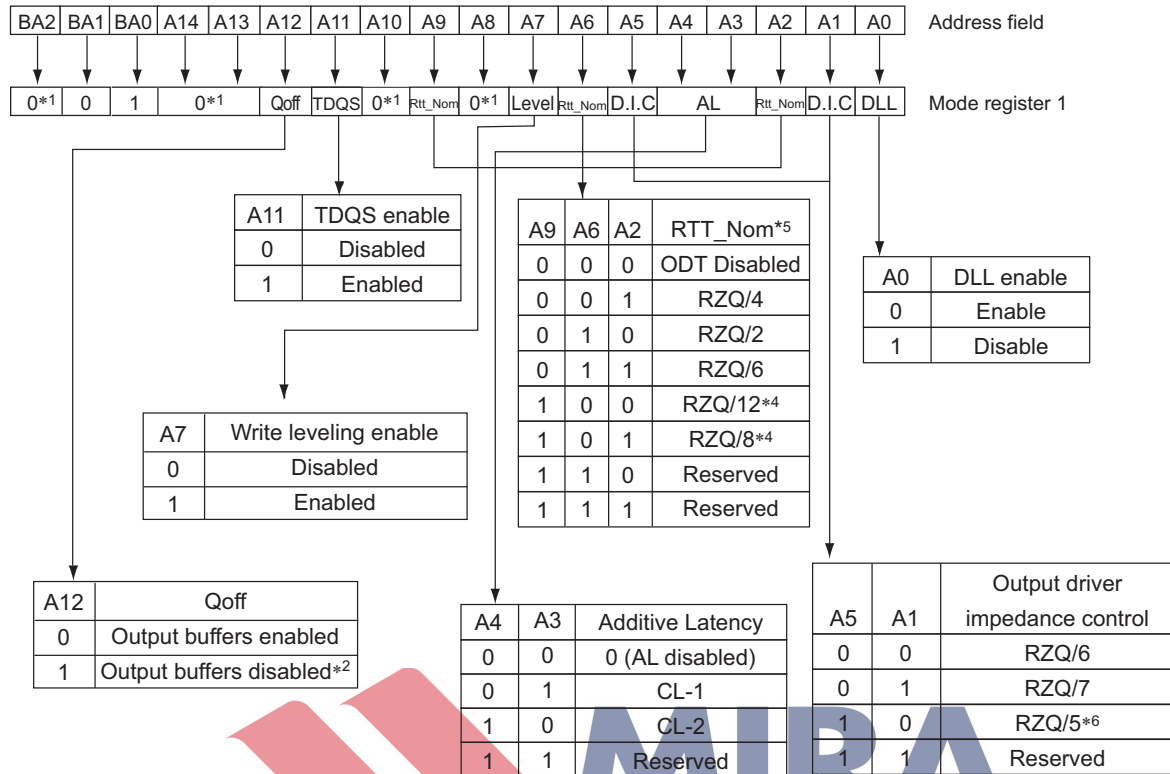 BA2 BA1 BA0 A14 A13 A12 A11 A10 A9 A8 A7 A6 A5 A4 A3 A2 A1 A0 Address field
0*1 0 1 0*1 Qoff TDQS 0*1 Rtt_Nom 0*1 Level Rtt_Nom D.I.C AL Rtt_Nom D.I.C DLL Mode register 1
A11 TDQS enable
0 Disabled
1 Enabled
A9 A6 A2 RTT_Nom*5
0 0 0 ODT Disabled
0 0 1 RZQ/4
0 1 0 RZQ/2
0 1 1 RZQ/6
1 0 0 RZQ/12*4
1 0 1 RZQ/8*4
1 1 0 Reserved
1 1 1 Reserved
A0 DLL enable
0 Enable
1 Disable
A7 Write leveling enable
0 Disabled
1 Enabled
A12 Qoff
0 Output buffers enabled
1 Output buffers disabled*2
A4 A3 Additive Latency
0 0 0 (AL disabled)
0 1 CL-1
1 0 CL-2
1 1 Reserved
A5 A1 Output driver
impedance control
0 0 RZQ/6
0 1 RZQ/7
1 0 RZQ/5*6
1 1 Reserved
MIRA